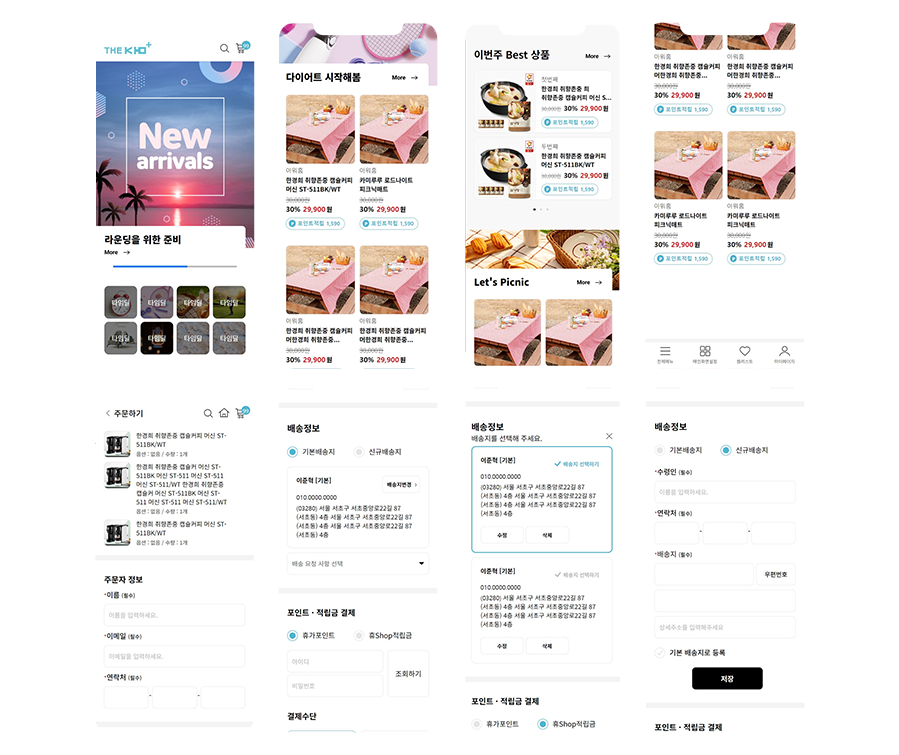 THE KHO+
99
New
arrivals
라운딩을 위한 준비
More →
타임딜
타임딜
타임딜
타임딜
타임딜
타임딜
타임딜
타임딜
다이어트 시작해봄
More →
아워홈
한경희 취향존중 캡슐커피
머신 ST-511BK/WT
30,000원
30% 29,900원
P 포인트적립 1,590
아워홈
카미루루 로드나이트
피크닉매트
30,000원
30% 29,900원
P 포인트적립 1,590
아워홈
한경희 취향존중 캡슐커피
머한경희 취향존중...
30,000원
30% 29,900원
아워홈
한경희 취향존중 캡슐커피
머한경희 취향존중...
30,000원
30% 29,900원
이번주 Best 상품
More →
첫번째
한경희 취향존중 희
취향존중 캡슐커피 머신 S...
30,000원 30% 29,900원
P 포인트적립 1,590
두번째
한경희 취향존중 캡슐커피
머신 ST-511BK/WT
30,000원 30% 29,900원
P 포인트적립 1,590
Let's Picnic
More →
아워홈
한경희 취향존중 캡슐커피
머한경희 취향존중...
30,000원
30% 29,900원
P 포인트적립 1,590
아워홈
한경희 취향존중 캡슐커피
머한경희 취향존중...
30,000원
30% 29,900원
P 포인트적립 1,590
아워홈
카미루루 로드나이트
피크닉매트
30,000원
30% 29,900원
P 포인트적립 1,590
아워홈
카미루루 로드나이트
피크닉매트
30,000원
30% 29,900원
P 포인트적립 1,590
전체메뉴
메인화면설정
찜리스트
마이페이지
주문하기
99
한경희 취향존중 캡슐커피 머신 ST-
511BK/WT
옵션 : 없음 / 수량 : 1개
한경희 취향존중 캡슐커 머신 ST-
511BK 머신 ST-511 머신 ST-511
머신 ST-511/WT 한경희 취향존중
캡슐커 머신 ST-511BK 머신 ST-
511 머신 ST-511 머신 ST-511/WT
옵션 : 없음 / 수량 : 1개
한경희 취향존중 캡슐커피 머신 ST-
511BK/WT
옵션 : 없음 / 수량 : 1개
주문자 정보
*이름 (필수)
이름을 입력하세요.
*이메일 (필수)
이메일을 입력하세요.
*연락처 (필수)
- -
배송정보
기본배송지
신규배송지
이준혁 [기본]
배송지변경 >
010.0000.0000
(03280) 서울 서초구 서초중앙로22길 87
(서초동) 4층 서울 서초구 서초중앙로22길 87
(서초동) 4층 서울 서초구 서초중앙로22길 87
(서초동) 4층
배송 요청 사항 선택
포인트 · 적립금 결제
휴가포인트
휴Shop적립금
아이디
비밀번호
조회하기
결제수단
배송정보
배송지를 선택해 주세요.
이준혁 [기본]
배송지 선택하기
010.0000.0000
(03280) 서울 서초구 서초중앙로22길 87
(서초동) 4층 서울 서초구 서초중앙로22길 87
(서초동) 4층 서울 서초구 서초중앙로22길 87
(서초동) 4층
수정
삭제
이준혁 [기본]
배송지 선택하기
010.0000.0000
(03280) 서울 서초구 서초중앙로22길 87
(서초동) 4층 서울 서초구 서초중앙로22길 87
(서초동) 4층 서울 서초구 서초중앙로22길 87
(서초동) 4층
수정
삭제
포인트 · 적립금 결제
휴가포인트
휴Shop적립금
배송정보
기본배송지
신규배송지
*수령인 (필수)
이름을 입력하세요.
*연락처 (필수)
- -
*배송지 (필수)
우편번호
상세주소를 입력해주세요
기본 배송지로 등록
저장
포인트 · 적립금 결제